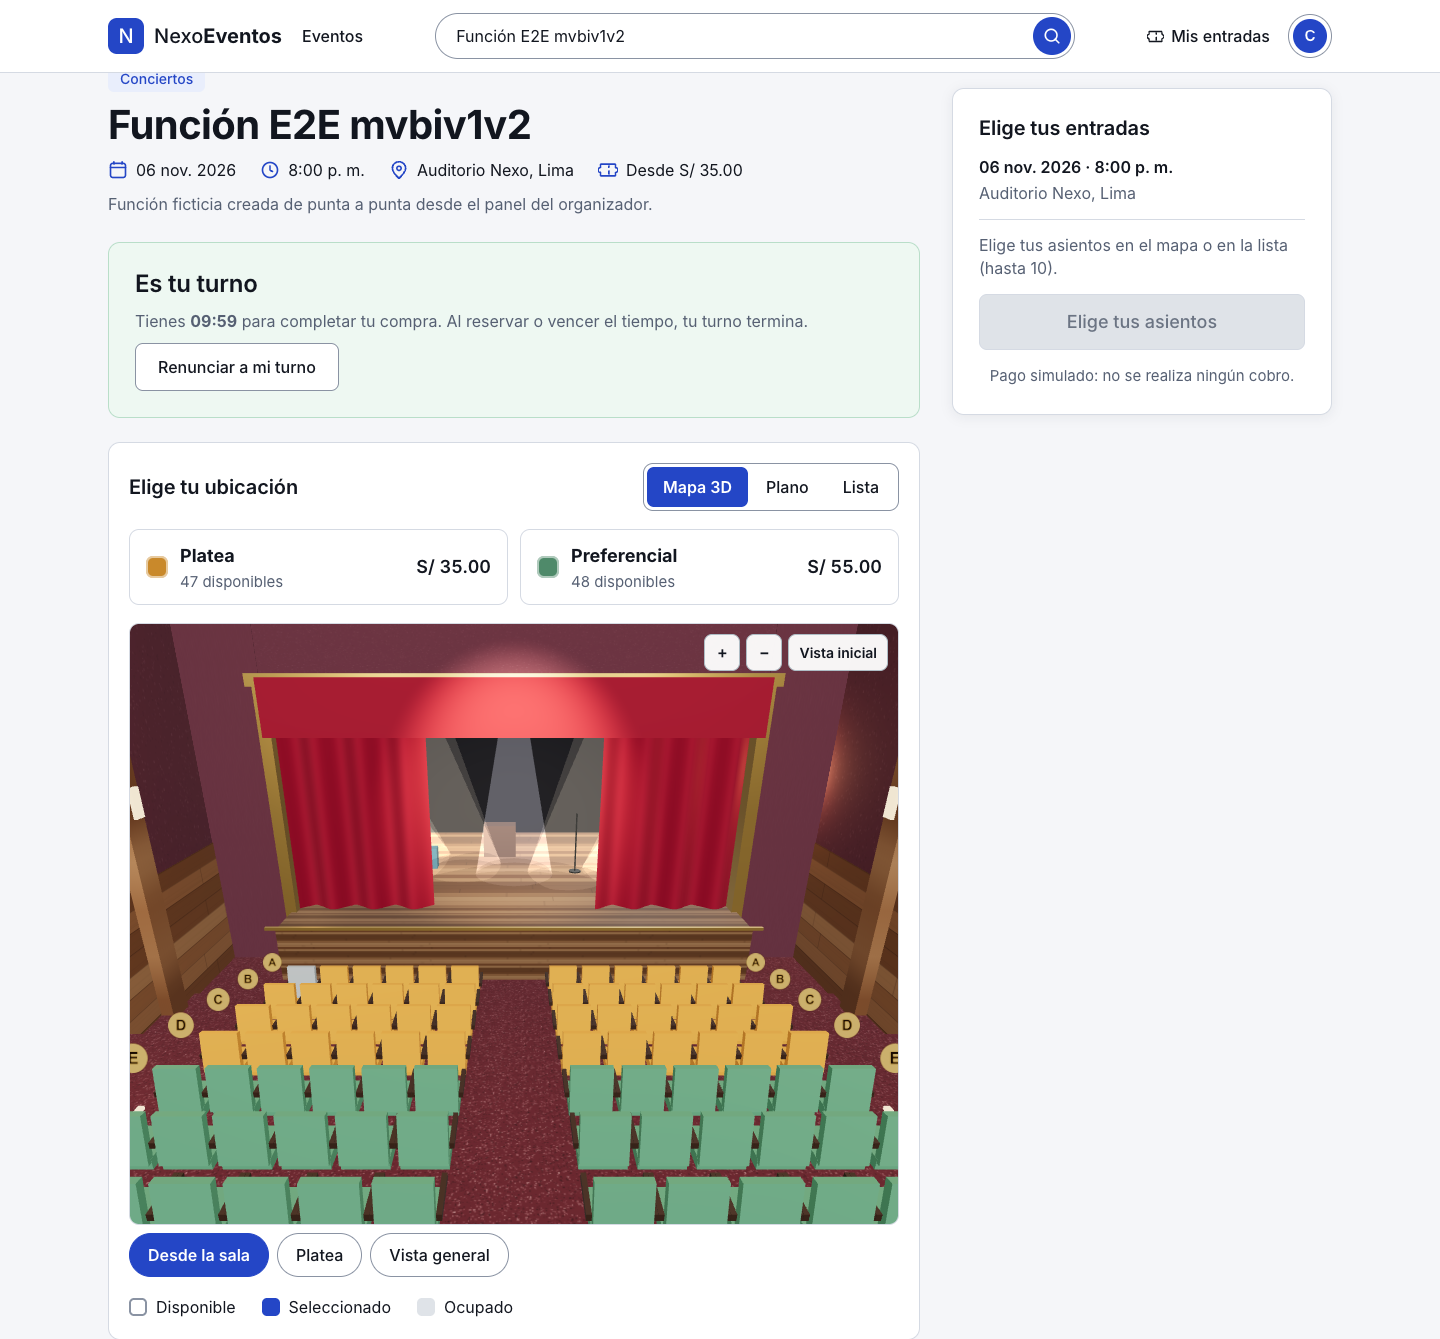 N NexoEventos Eventos Función E2E mvbiv1v2 Mis entradas C
Conciertos
Función E2E mvbiv1v2
06 nov. 2026 8:00 p. m. Auditorio Nexo, Lima Desde S/ 35.00
Función ficticia creada de punta a punta desde el panel del organizador.
Es tu turno
Tienes 09:59 para completar tu compra. Al reservar o vencer el tiempo, tu turno termina.
Renunciar a mi turno
Elige tu ubicación
Mapa 3D Plano Lista
Platea
47 disponibles
S/ 35.00
Preferencial
48 disponibles
S/ 55.00
+ − Vista inicial
A A
B B
C C
D D
E E
Desde la sala Platea Vista general
Disponible Seleccionado Ocupado
Elige tus entradas
06 nov. 2026 · 8:00 p. m.
Auditorio Nexo, Lima
Elige tus asientos en el mapa o en la lista
(hasta 10).
Elige tus asientos
Pago simulado: no se realiza ningún cobro.